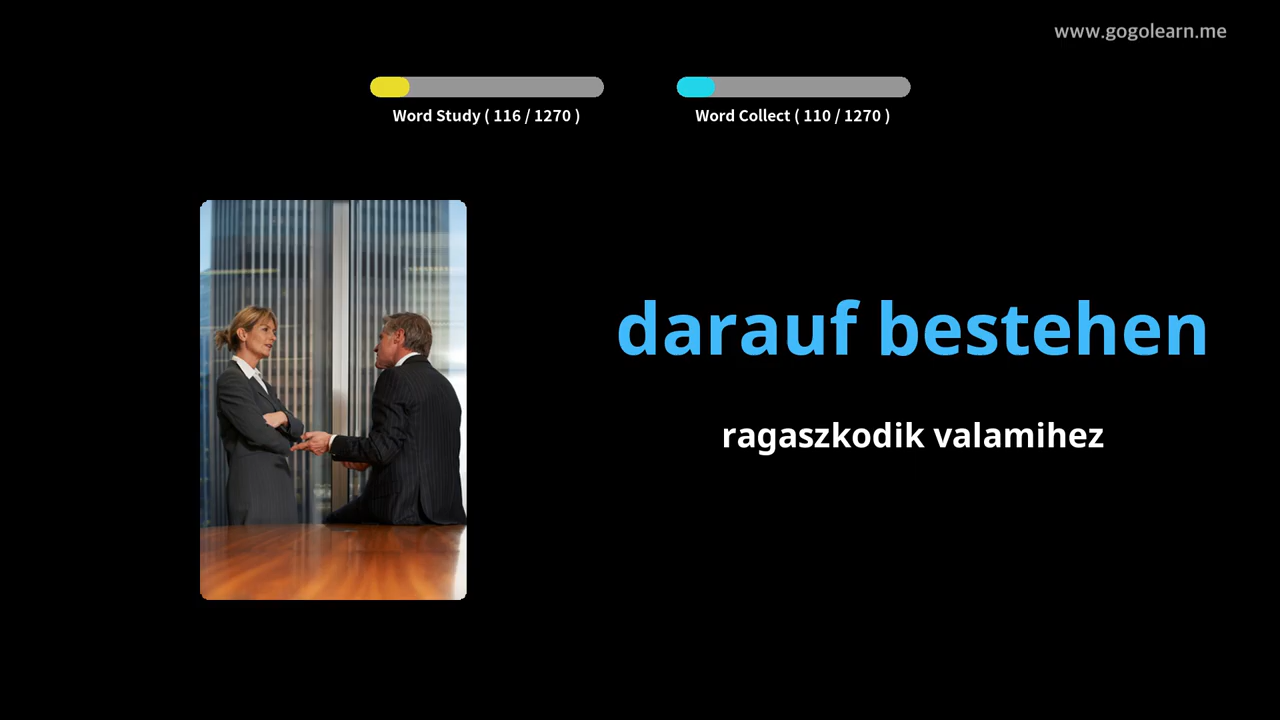 www.gogolearn.me
Word Study ( 116 / 1270 )
Word Collect ( 110 / 1270 )
darauf bestehen
ragaszkodik valamihez